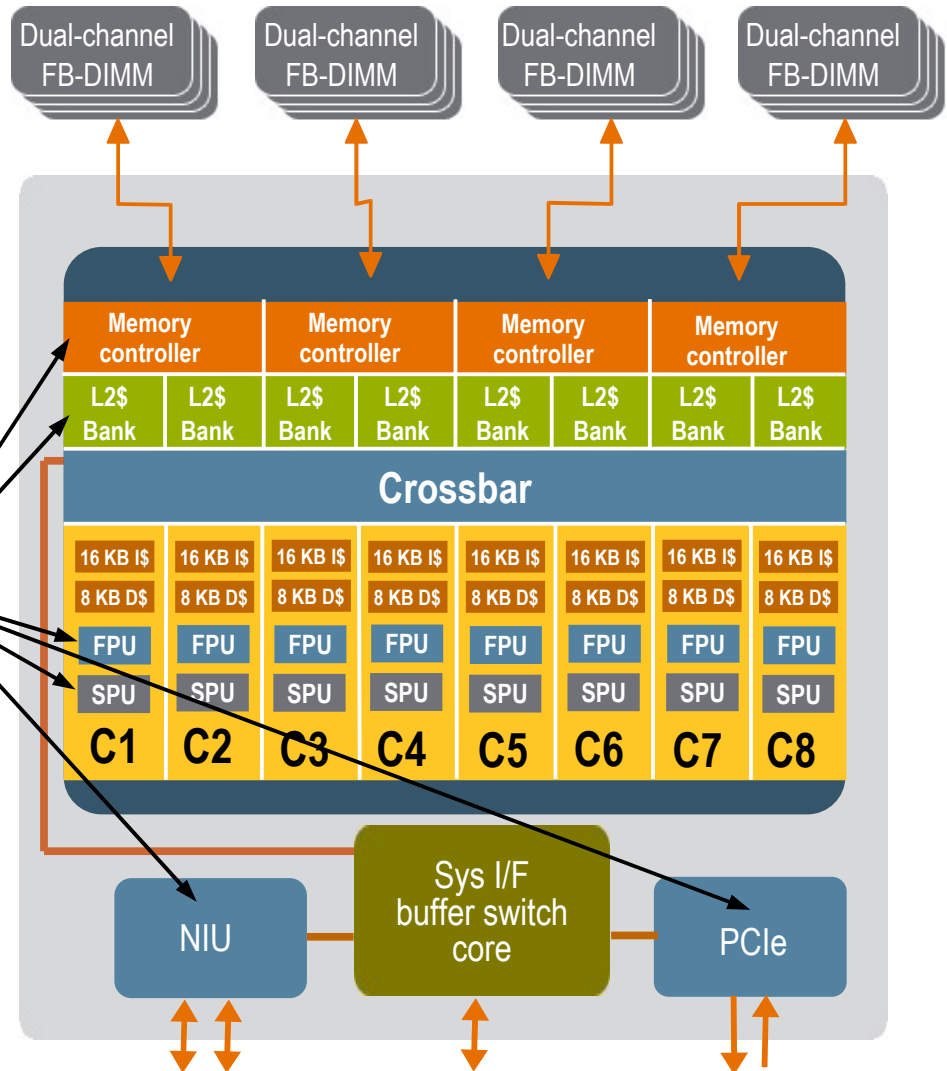 Dual-channel Dual-channel Dual-channel Dual-channel
FB-DIMM FB-DIMM FB-DIMM FB-DIMM
Memory Memory Memory Memory
controller controller controller controller
L2$ L2$ L2$ L2$ L2$ L2$ L2$ L2$
Bank Bank Bank Bank Bank Bank Bank Bank
Crossbar
16 KB I$ 16 KB I$ 16 KB I$ 16 KB I$ 16 KB I$ 16 KB I$ 16 KB I$ 16 KB I$
8 KB D$ 8 KB D$ 8 KB D$ 8 KB D$ 8 KB D$ 8 KB D$ 8 KB D$ 8 KB D$
FPU FPU FPU FPU FPU FPU FPU FPU
SPU SPU SPU SPU SPU SPU SPU SPU
C1 C2 C3 C4 C5 C6 C7 C8
NIU
Sys I/F
buffer switch
core
PCIe